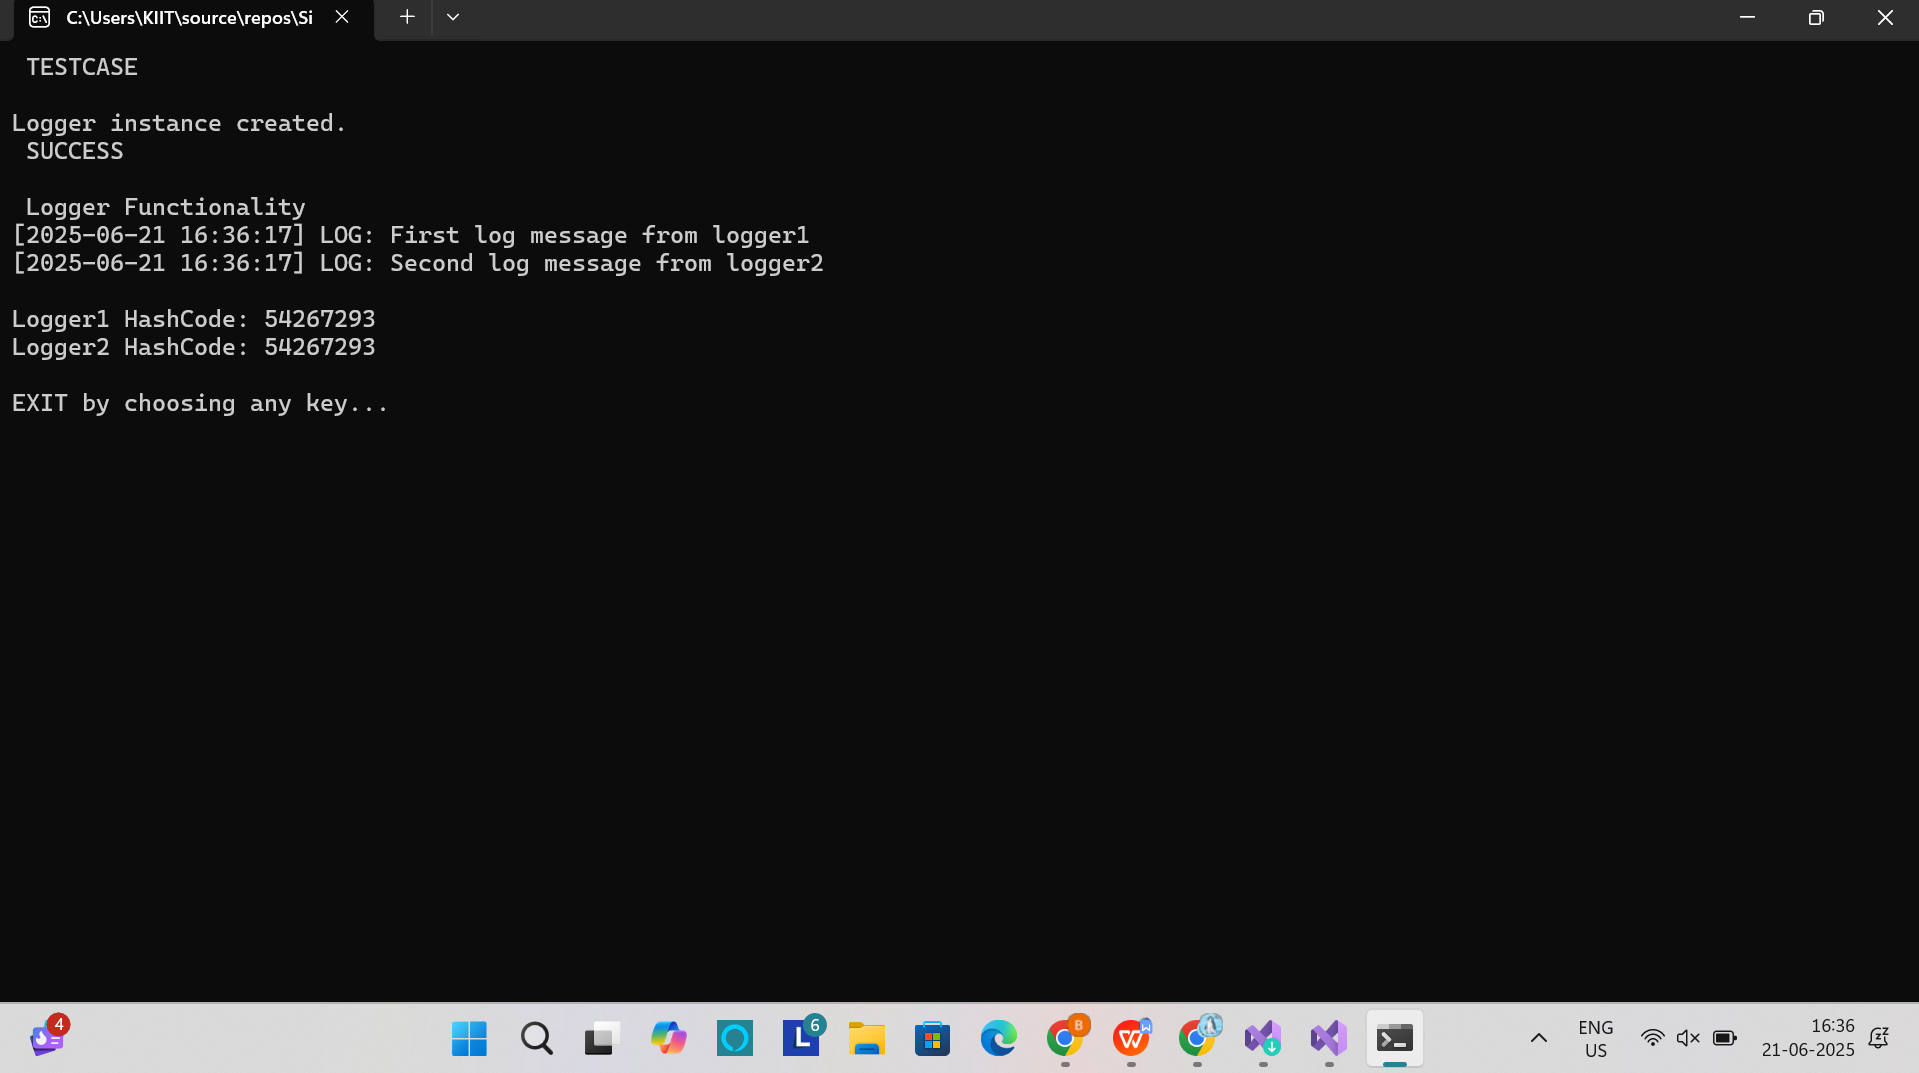 C:\Users\KIIT\source\repos\Si
TESTCASE
Logger instance created.
SUCCESS
Logger Functionality
[2025-06-21 16:36:17] LOG: First log message from logger1
[2025-06-21 16:36:17] LOG: Second log message from logger2
Logger1 HashCode: 54267293
Logger2 HashCode: 54267293
EXIT by choosing any key...
4
L 6
B
W
ENG
US
16:36
21-06-2025